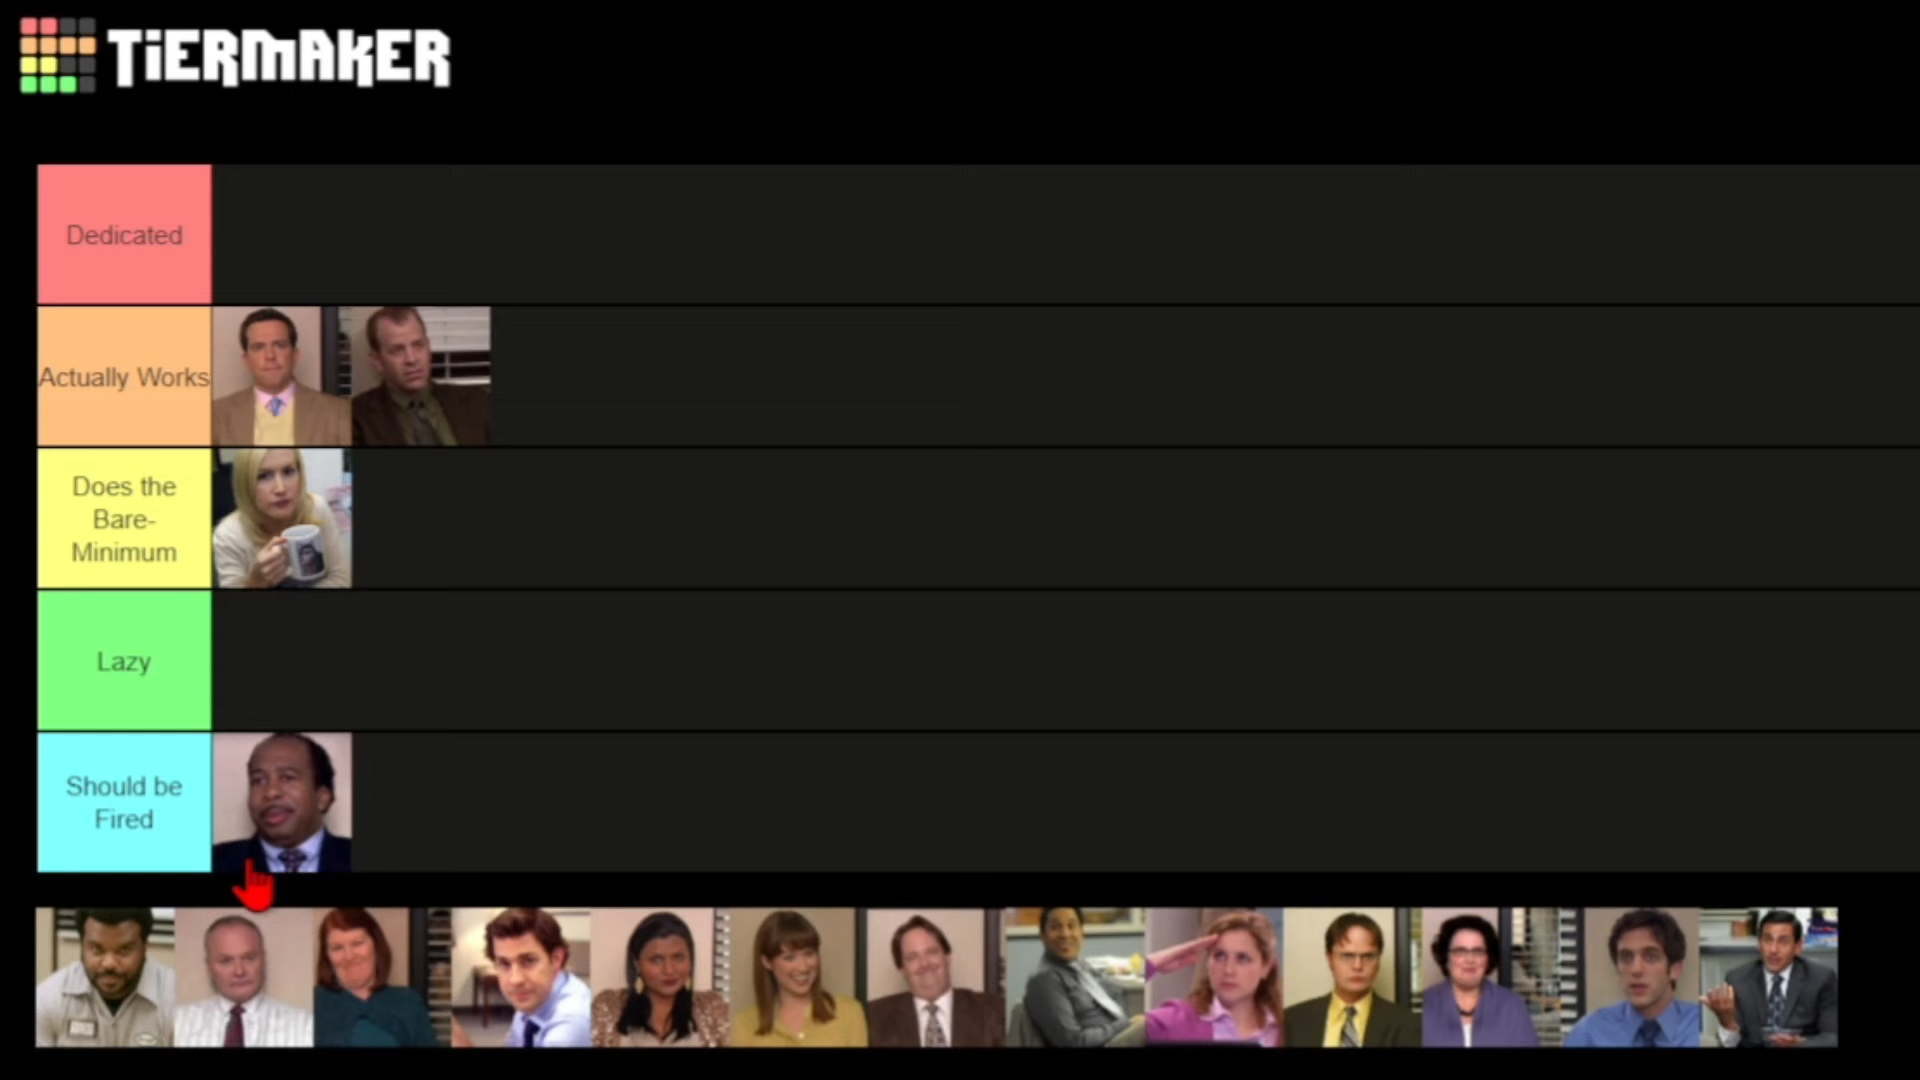 TiERMAKER
Dedicated
Actually Works
Does the
Bare-
Minimum
Lazy
Should be
Fired